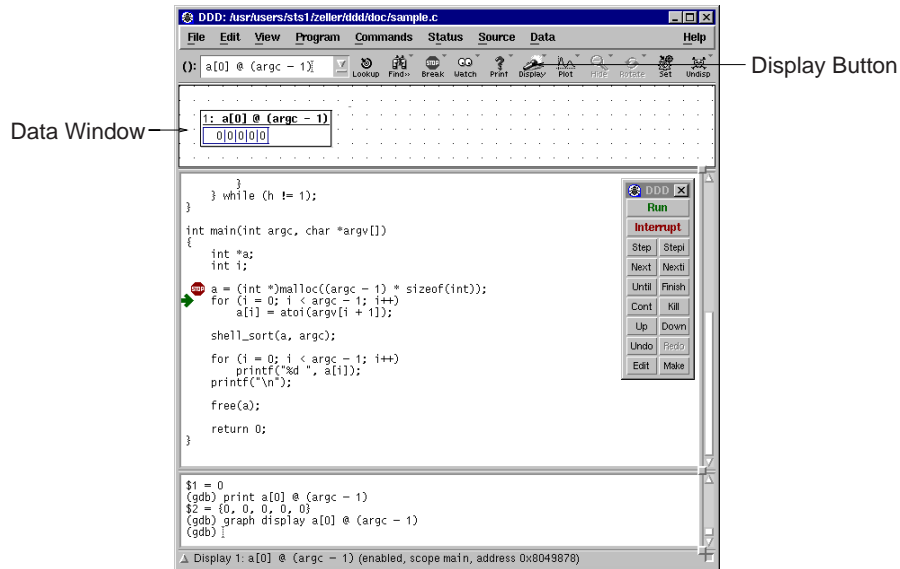 DDD: /usr/users/sts1/zeller/ddd/doc/sample.c
File Edit View Program Commands Status Source Data Help
(): a[0] @ (argc - 1)
Lookup Find>> Break Watch Print Display Plot Hide Rotate Set Undisp
Display Button
Data Window
1: a[0] @ (argc - 1)
0|0|0|0|0
}
} while (h != 1);
}
int main(int argc, char *argv[])
{
int *a;
int i;
STOP a = (int *)malloc((argc - 1) * sizeof(int));
for (i = 0; i < argc - 1; i++)
a[i] = atoi(argv[i + 1]);
shell_sort(a, argc);
for (i = 0; i < argc - 1; i++)
printf("%d ", a[i]);
printf("\n");
free(a);
return 0;
}
DDD
Run
Interrupt
Step Stepi
Next Nexti
Until Finish
Cont Kill
Up Down
Undo Redo
Edit Make
$1 = 0
(gdb) print a[0] @ (argc - 1)
$2 = {0, 0, 0, 0, 0}
(gdb) graph display a[0] @ (argc - 1)
(gdb)
Display 1: a[0] @ (argc - 1) (enabled, scope main, address 0x8049878)